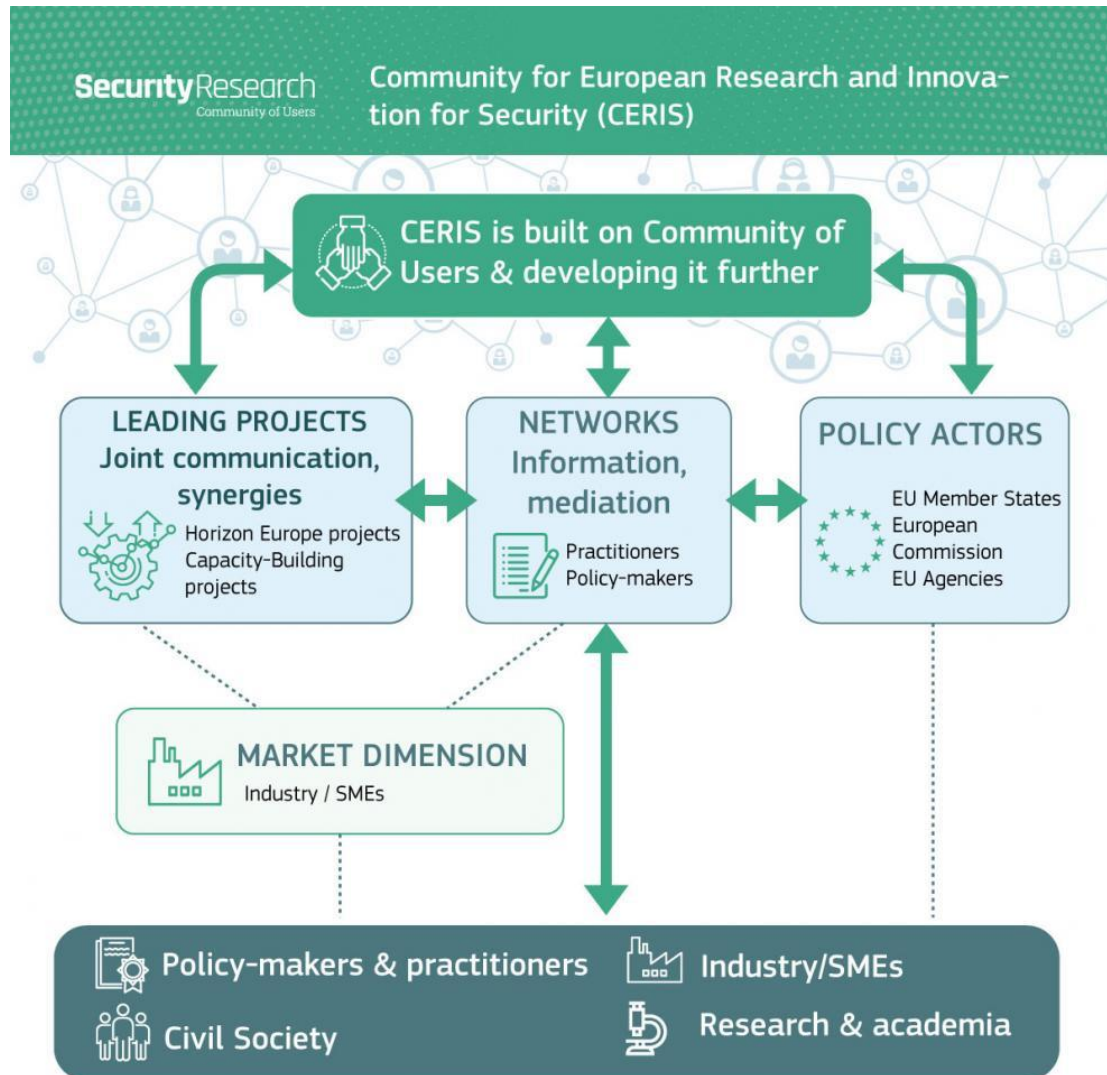 SecurityResearch
Community of Users
Community for European Research and Innova-
tion for Security (CERIS)
CERIS is built on Community of
Users & developing it further
LEADING PROJECTS
Joint communication,
synergies
Horizon Europe projects
Capacity-Building
projects
NETWORKS
Information,
mediation
Practitioners
Policy-makers
POLICY ACTORS
EU Member States
European
Commission
EU Agencies
MARKET DIMENSION
Industry / SMEs
Policy-makers & practitioners
Industry/SMEs
Civil Society
Research & academia